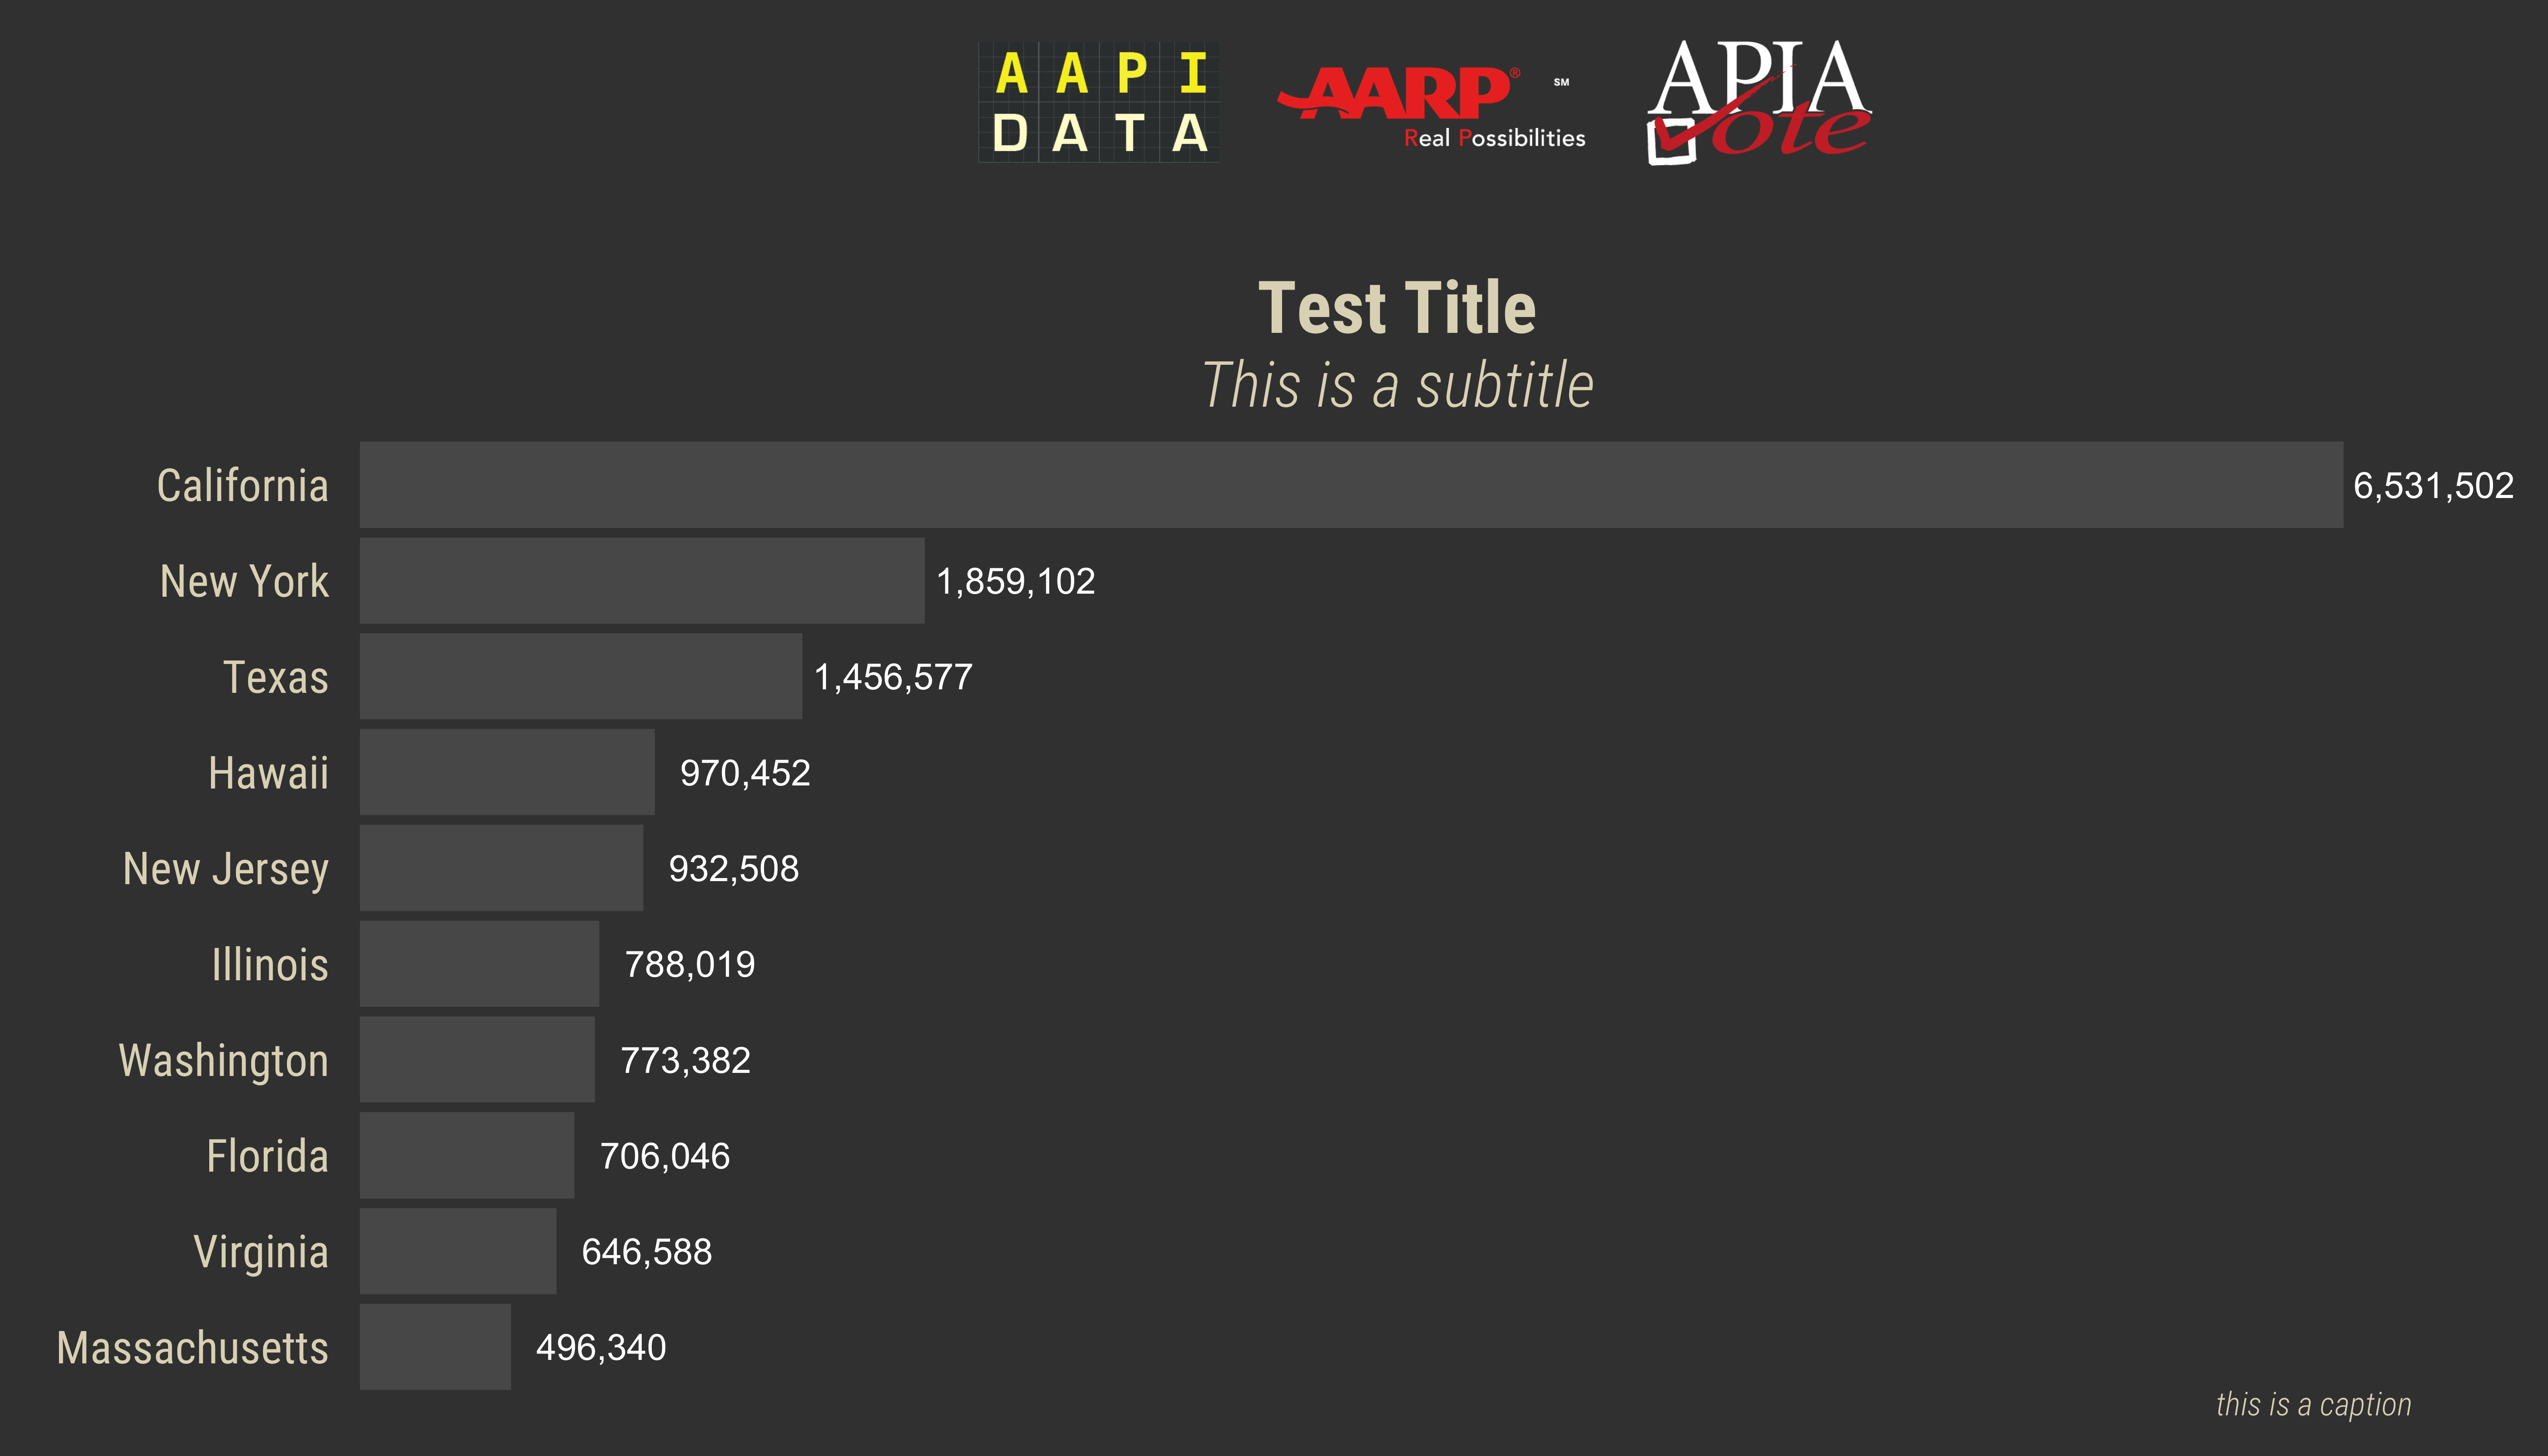 AAPI
DATA
AARP® SM
Real Possibilities
APIA
Vote
Test Title
This is a subtitle
California 6,531,502
New York 1,859,102
Texas 1,456,577
Hawaii 970,452
New Jersey 932,508
Illinois 788,019
Washington 773,382
Florida 706,046
Virginia 646,588
Massachusetts 496,340
this is a caption